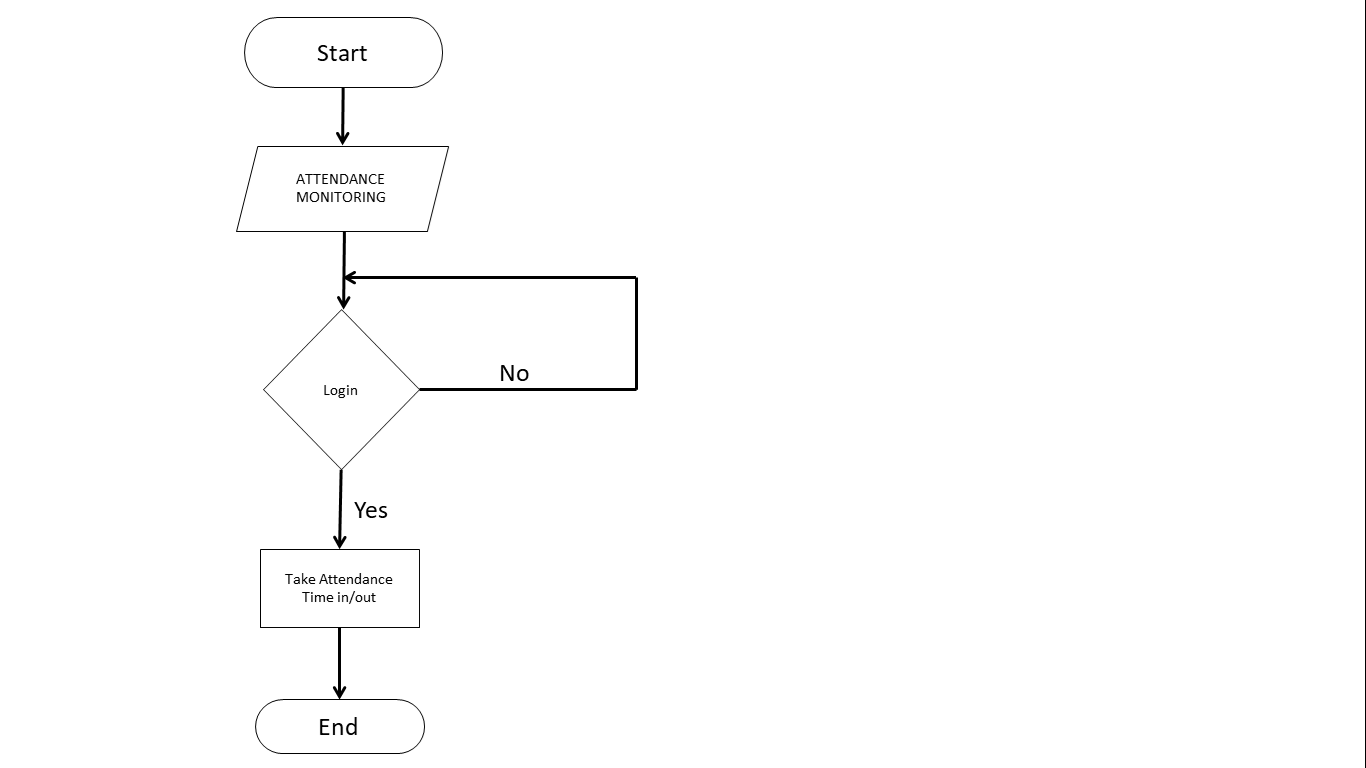 Start
ATTENDANCE
MONITORING
No
Login
Yes
Take Attendance
Time in/out
End